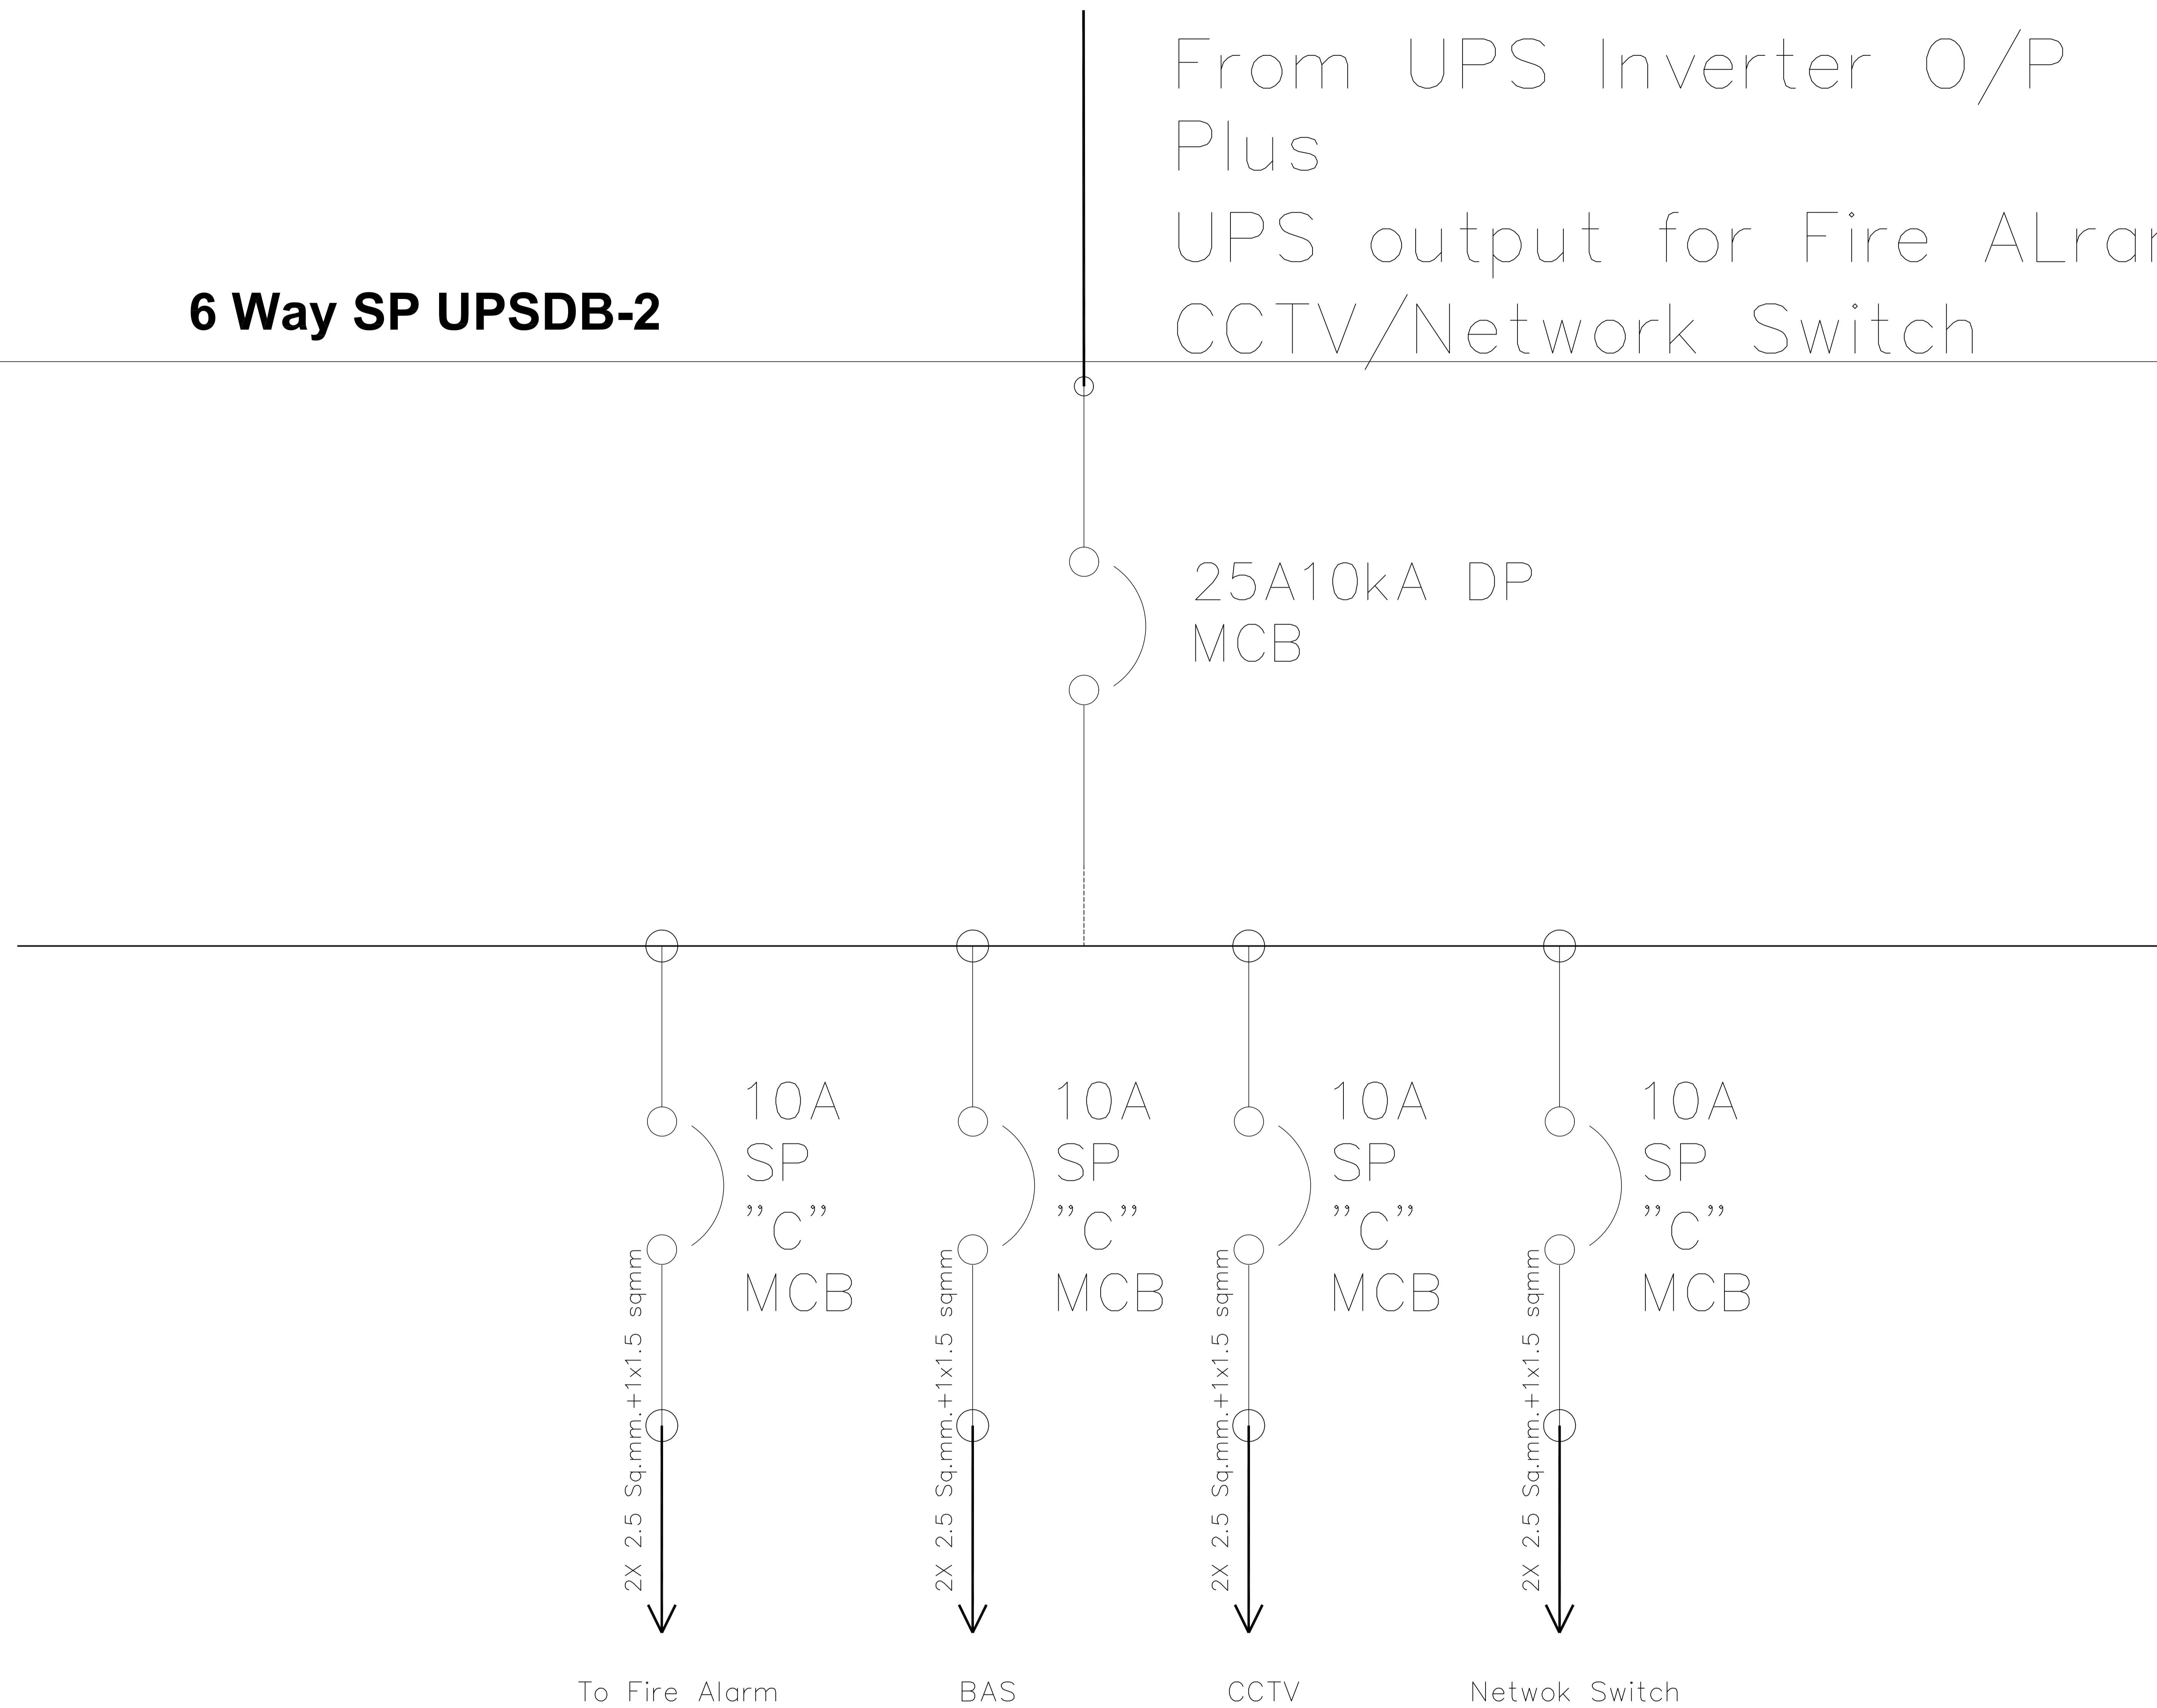 From UPS Inverter O/P
Plus
UPS output for Fire
CCTV/Network Switch
6 Way SP UPSDB-2
25A10kA DP
MCB
10A
SP
"C"
MCB
2X 2.5 Sq.mm.+1x1.5 sqmm
10A
SP
"C"
MCB
2X 2.5 Sq.mm.+1x1.5 sqmm
10A
SP
"C"
MCB
2X 2.5 Sq.mm.+1x1.5 sqmm
10A
SP
"C"
MCB
2X 2.5 Sq.mm.+1x1.5 sqmm
To Fire Alarm
BAS
CCTV
Netwok Switch